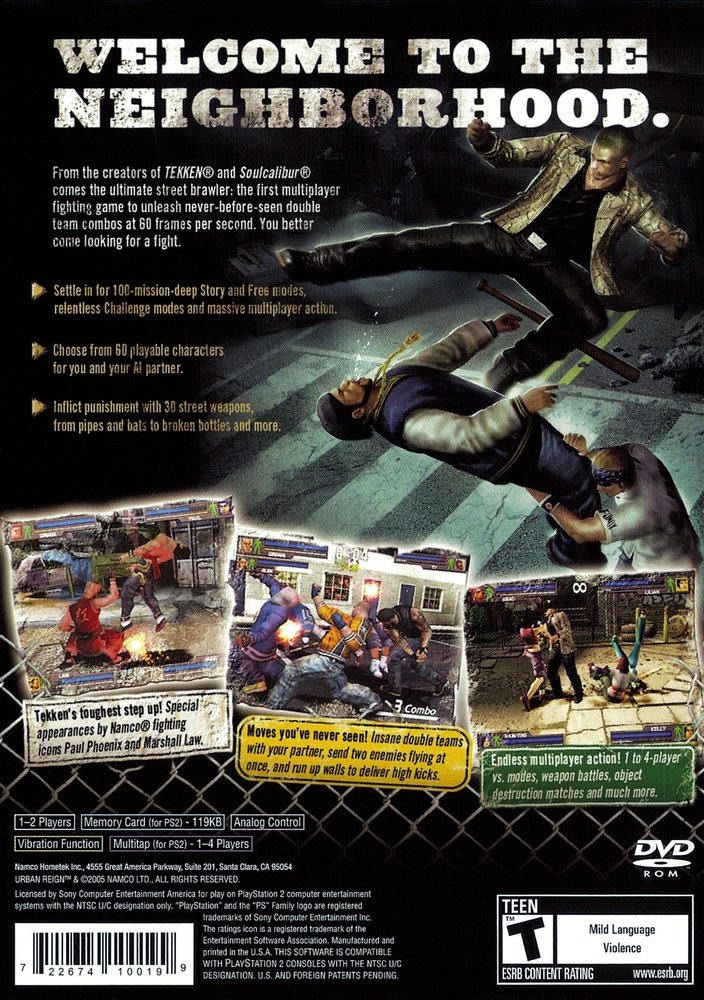 WELCOME TO THE
NEIGHBORHOOD.
From the creators of TEKKEN® and Soulcalibur®
comes the ultimate street brawler: the first multiplayer
fighting game to unleash never-before-seen double
team combos at 60 frames per second. You better
come looking for a fight.
Settle in for 100-mission-deep Story and Free modes,
relentless Challenge modes and massive multiplayer action.
Choose from 60 playable characters
for you and your AI partner.
Inflict punishment with 30 street weapons,
from pipes and bats to broken bottles and more.
PAUL
LAW
Tekken's toughest step up! Special
appearances by Namco® fighting
icons Paul Phoenix and Marshall Law.
3 Combo
Moves you've never seen! Insane double teams
with your partner, send two enemies flying at
once, and run up walls to deliver high kicks.
BRAD
∞
LILIAN
SHUN YING
KELLY
Endless multiplayer action! 1 to 4-player
vs. modes, weapon battles, object
destruction matches and much more.
1–2 Players
Memory Card (for PS2) - 119KB
Analog Control
Vibration Function
Multitap (for PS2) - 1–4 Players
DVD
ROM
Namco Hometek Inc., 4555 Great America Parkway, Suite 201, Santa Clara, CA 95054
URBAN REIGN™ & ©2005 NAMCO LTD., ALL RIGHTS RESERVED.
Licensed by Sony Computer Entertainment America for play on PlayStation 2 computer entertainment
systems with the NTSC U/C designation only. "PlayStation" and the "PS" Family logo are registered
trademarks of Sony Computer Entertainment Inc.
The ratings icon is a registered trademark of the
Entertainment Software Association. Manufactured and
printed in the U.S.A. THIS SOFTWARE IS COMPATIBLE
WITH PLAYSTATION 2 CONSOLES WITH THE NTSC U/C
DESIGNATION. U.S. AND FOREIGN PATENTS PENDING.
7 22674 10019 9
TEEN
T
TM
Mild Language
Violence
ESRB CONTENT RATING www.esrb.org